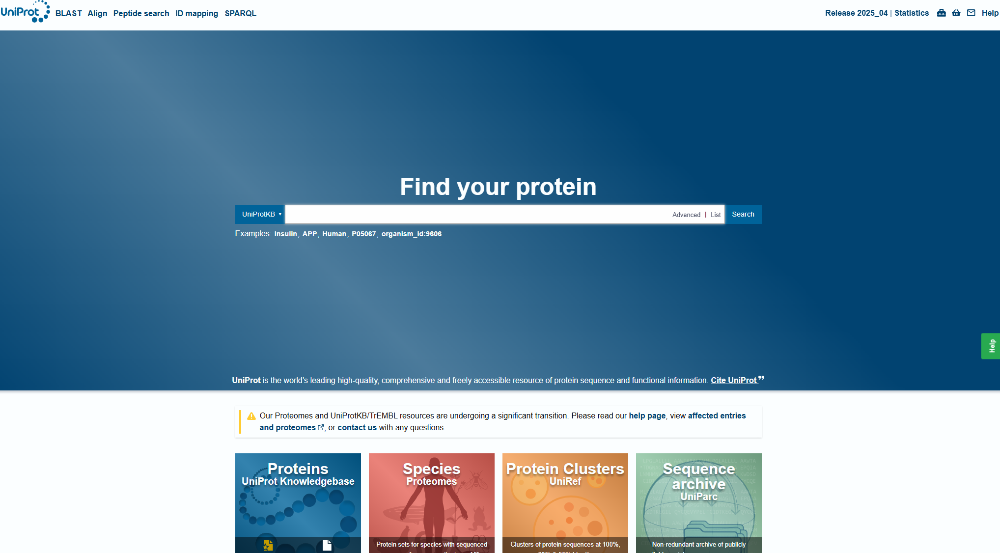 UniProt BLAST Align Peptide search ID mapping SPARQL Release 2025_04 | Statistics Help
Find your protein
UniProtKB Advanced | List Search
Examples: Insulin, APP, Human, P05067, organism_id:9606
Help
UniProt is the world's leading high-quality, comprehensive and freely accessible resource of protein sequence and functional information. Cite UniProt
Our Proteomes and UniProtKB/TrEMBL resources are undergoing a significant transition. Please read our help page, view affected entries
and proteomes, or contact us with any questions.
Proteins
UniProt Knowledgebase
Species
Proteomes
Protein sets for species with sequenced
Protein Clusters
UniRef
Clusters of protein sequences at 100%,
Sequence
archive
UniParc
Non-redundant archive of publicly